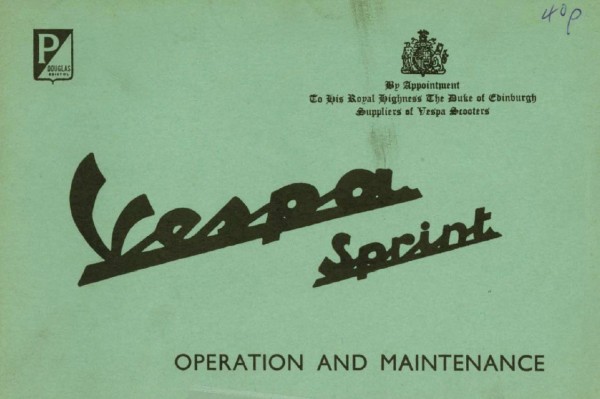 P
DOUGLAS
BRISTOL
40p
By Appointment
To His Royal Highness The Duke of Edinburgh
Suppliers of Vespa Scooters
Vespa
Sprint
OPERATION AND MAINTENANCE